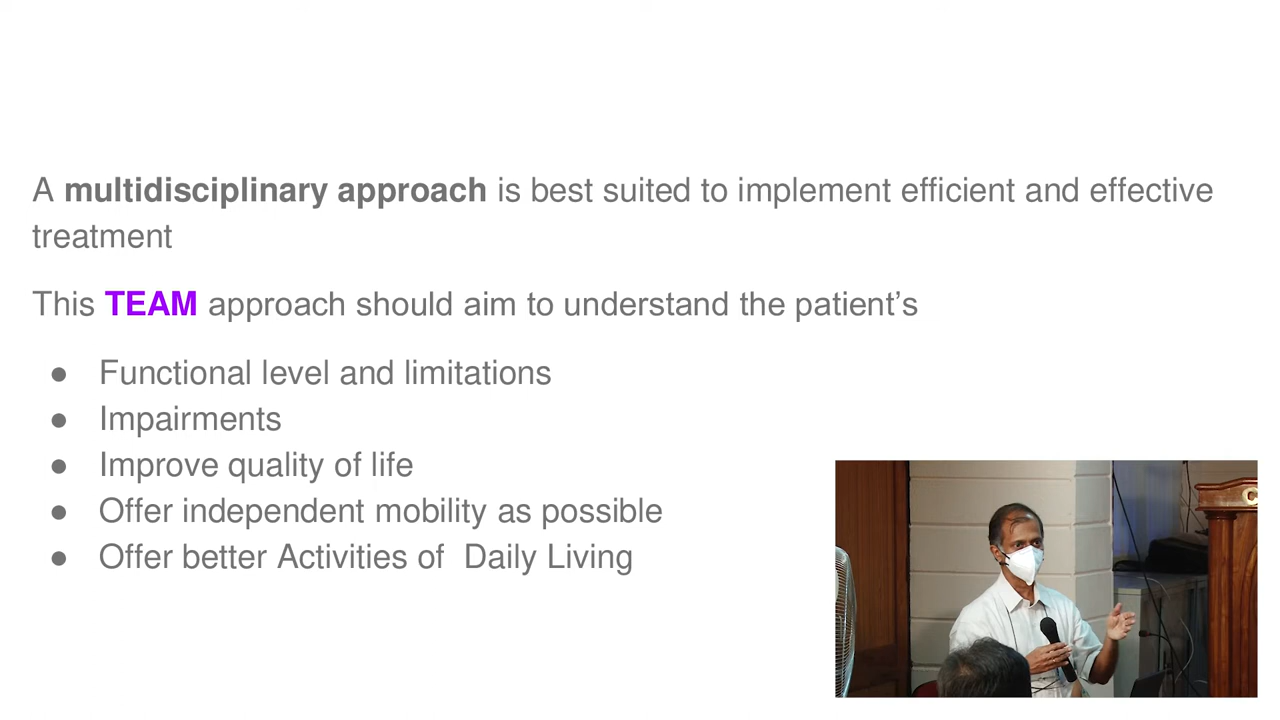 A multidisciplinary approach is best suited to implement efficient and effective
treatment
This TEAM approach should aim to understand the patient’s
● Functional level and limitations
● Impairments
● Improve quality of life
● Offer independent mobility as possible
● Offer better Activities of  Daily Living